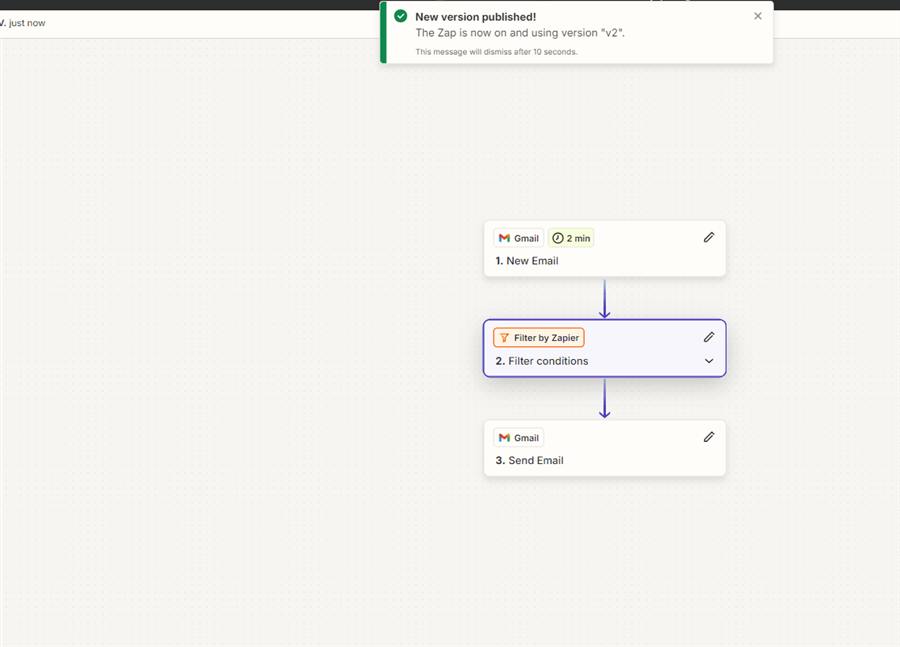 V. just now
New version published!
The Zap is now on and using version "v2".
This message will dismiss after 10 seconds.
Gmail 2 min
1. New Email
Filter by Zapier
2. Filter conditions
Gmail
3. Send Email